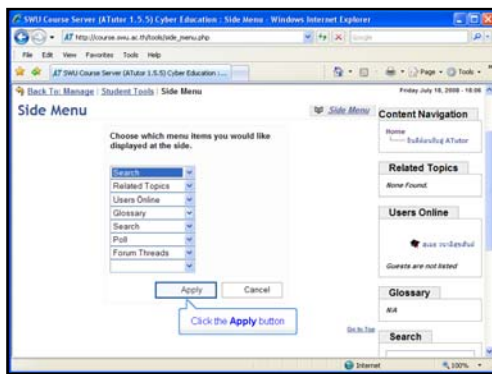 SWU Course Server (ATutor 1.5.5) Cyber Education : Side Menu - Windows Internet Explorer
http://course.swu.ac.th/tools/side_menu.php
File Edit View Favorites Tools Help
SWU Course Server (ATutor 1.5.5) Cyber Education : ...
Page Tools
Back To: Manage | Student Tools | Side Menu
Friday July 18, 2008 - 18:06
Side Menu
Side Menu
Choose which menu items you would like
displayed at the side.
Search
Related Topics
Users Online
Glossary
Search
Poll
Forum Threads
Apply Cancel
Click the Apply button
Go to Top
Content Navigation
Home
ATutor
Related Topics
None Found.
Users Online
Guests are not listed
Glossary
N/A
Search
Internet
100%